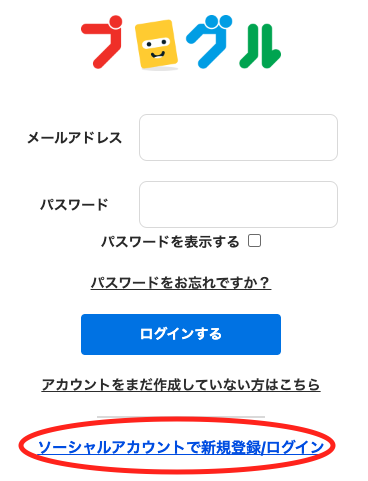 プログル
メールアドレス
パスワード
パスワードを表示する
パスワードをお忘れですか？
ログインする
アカウントをまだ作成していない方はこちら
ソーシャルアカウントで新規登録/ログイン